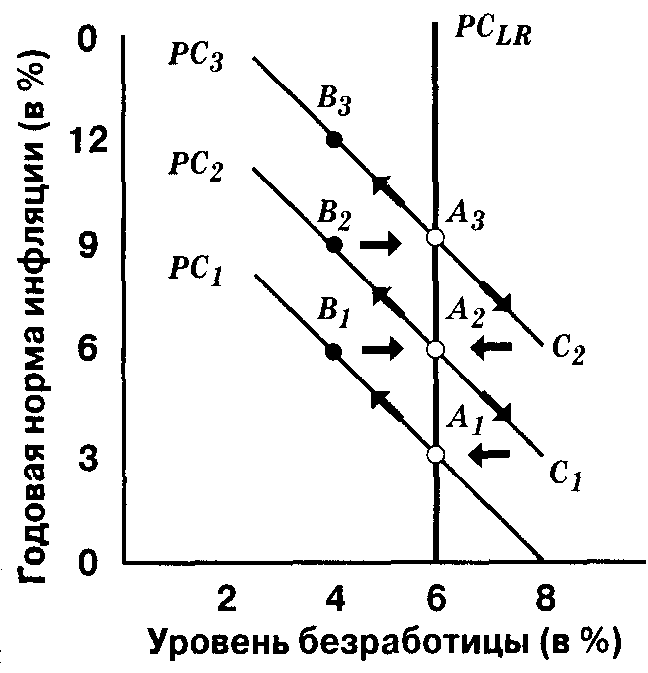 0
PC3
PCLR
B3
12
A3
PC2
B2
9
PC1
B1
A2
6
C2
A1
3
C1
0
2 4 6 8
Уровень безработицы (в %)
Годовая норма инфляции (в %)